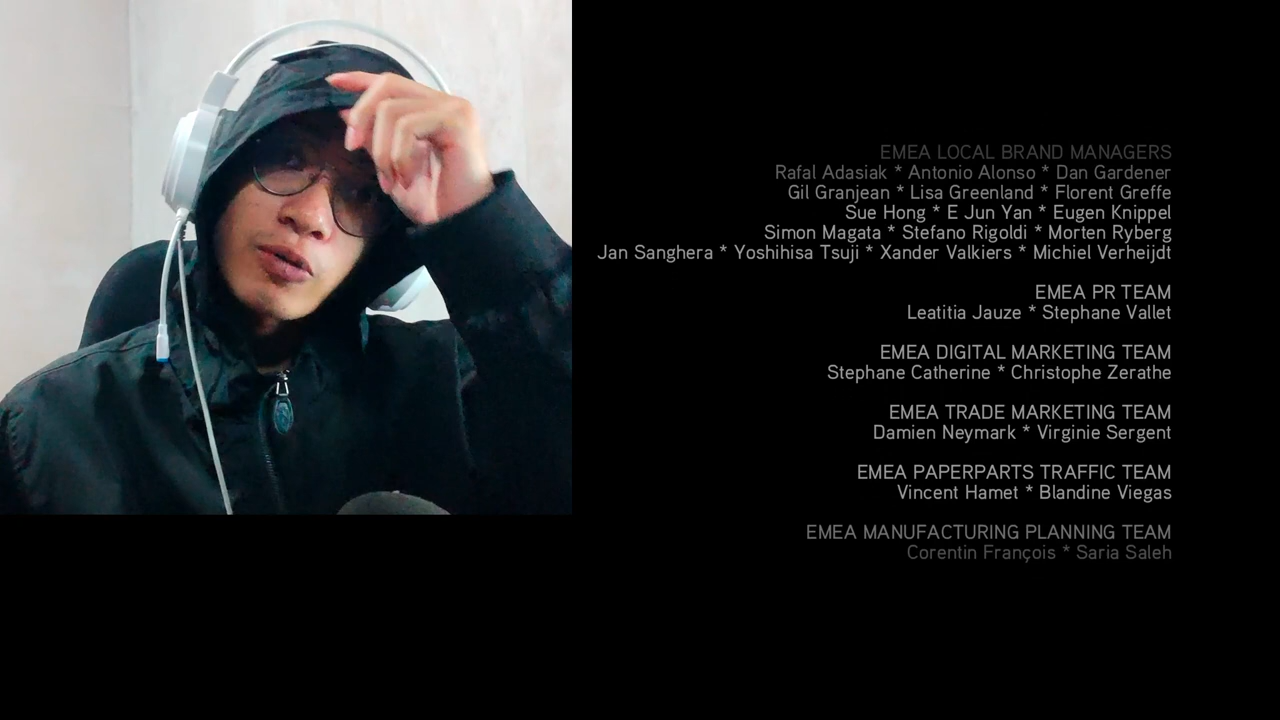 EMEA LOCAL BRAND MANAGERS
Rafal Adasiak * Antonio Alonso * Dan Gardener
Gil Granjean * Lisa Greenland * Florent Greffe
Sue Hong * E Jun Yan * Eugen Knippel
Simon Magata * Stefano Rigoldi * Morten Ryberg
Jan Sanghera * Yoshihisa Tsuji * Xander Valkiers * Michiel Verheijdt
EMEA PR TEAM
Leatitia Jauze * Stephane Vallet
EMEA DIGITAL MARKETING TEAM
Stephane Catherine * Christophe Zerathe
EMEA TRADE MARKETING TEAM
Damien Neymark * Virginie Sergent
EMEA PAPERPARTS TRAFFIC TEAM
Vincent Hamet * Blandine Viegas
EMEA MANUFACTURING PLANNING TEAM
Corentin François * Saria Saleh